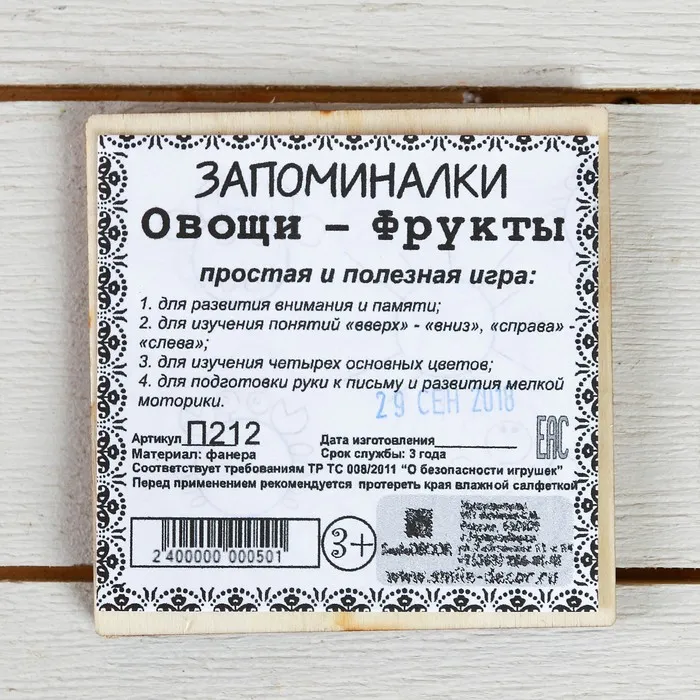 ЗАПОМИНАЛКИ
Овощи – Фрукты
простая и полезная игра:
1. для развития внимания и памяти;
2. для изучения понятий «вверх» - «вниз», «справа» -
«слева»;
3. для изучения четырех основных цветов;
4. для подготовки руки к письму и развития мелкой
моторики.
29 СЕН 2018
Артикул П212
Дата изготовления
Материал: фанера
Срок службы: 3 года
EAC
Соответствует требованиям ТР ТС 008/2011 "О безопасности игрушек"
Перед применением рекомендуется протереть края влажной салфеткой
2 400000 000501
3+
SmileDECOR
www.smile-decor.ru